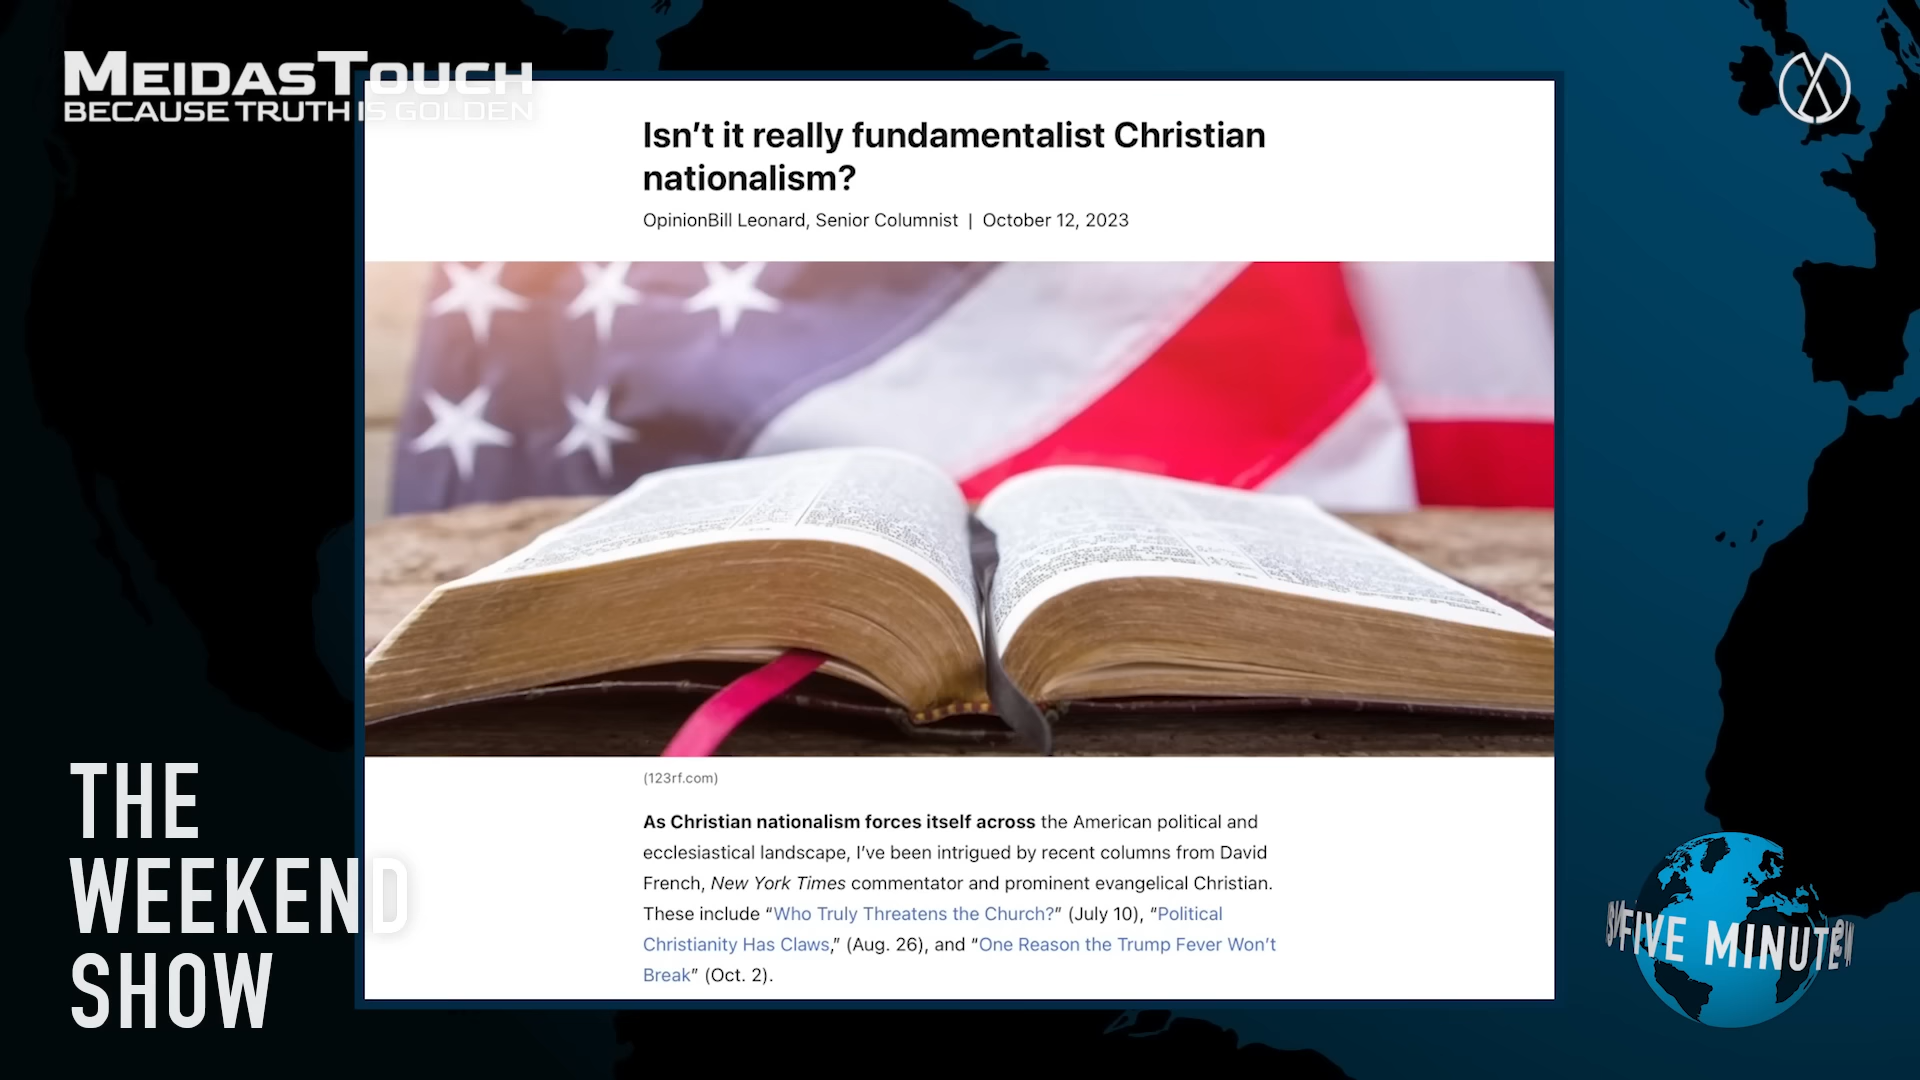 MEIDASTOUCH
BECAUSE TRUTH IS GOLDEN
Isn’t it really fundamentalist Christian
nationalism?
OpinionBill Leonard, Senior Columnist | October 12, 2023
(123rf.com)
As Christian nationalism forces itself across the American political and
ecclesiastical landscape, I’ve been intrigued by recent columns from David
French, New York Times commentator and prominent evangelical Christian.
These include “Who Truly Threatens the Church?” (July 10), “Political
Christianity Has Claws,” (Aug. 26), and “One Reason the Trump Fever Won’t
Break” (Oct. 2).
THE
WEEKEND
SHOW
FIVE MINUTE